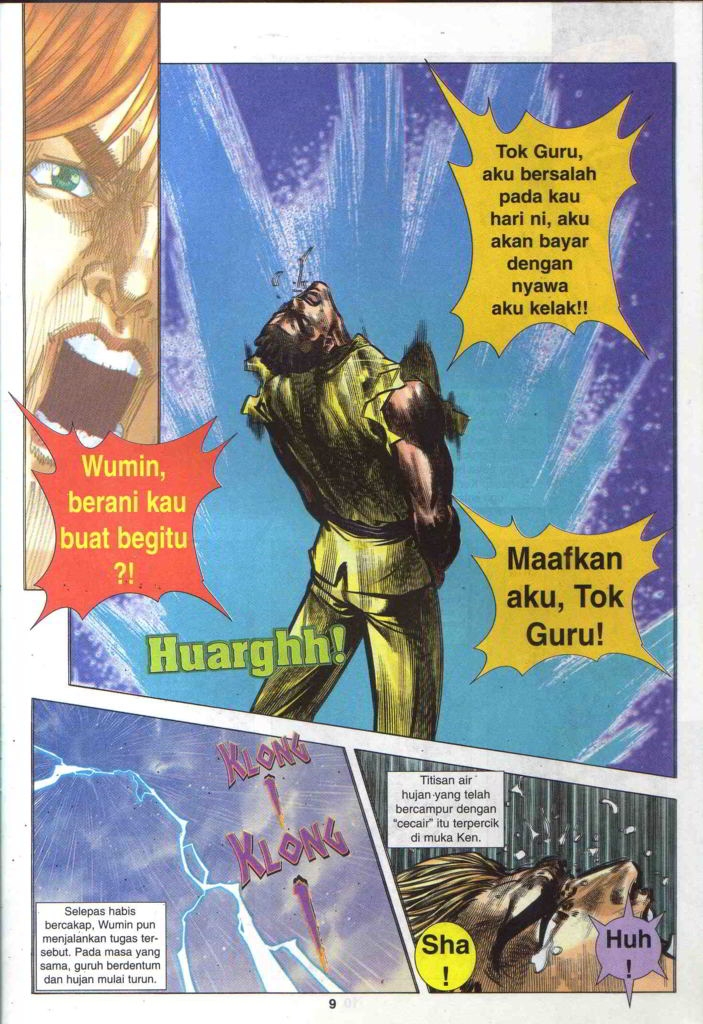 Tok Guru,
aku bersalah
pada kau
hari ni, aku
akan bayar
dengan
nyawa
aku kelak!!
Wumin,
berani kau
buat begitu
?!
Maafkan
aku, Tok
Guru!
Huarghh!
KLONG
!
KLONG
!
Selepas habis
bercakap, Wumin pun
menjalankan tugas ter-
sebut. Pada masa yang
sama, guruh berdentum
dan hujan mulai turun.
Titisan air
hujan yang telah
bercampur dengan
"cecair" itu terpercik
di muka Ken.
Sha
!
Huh
!
9